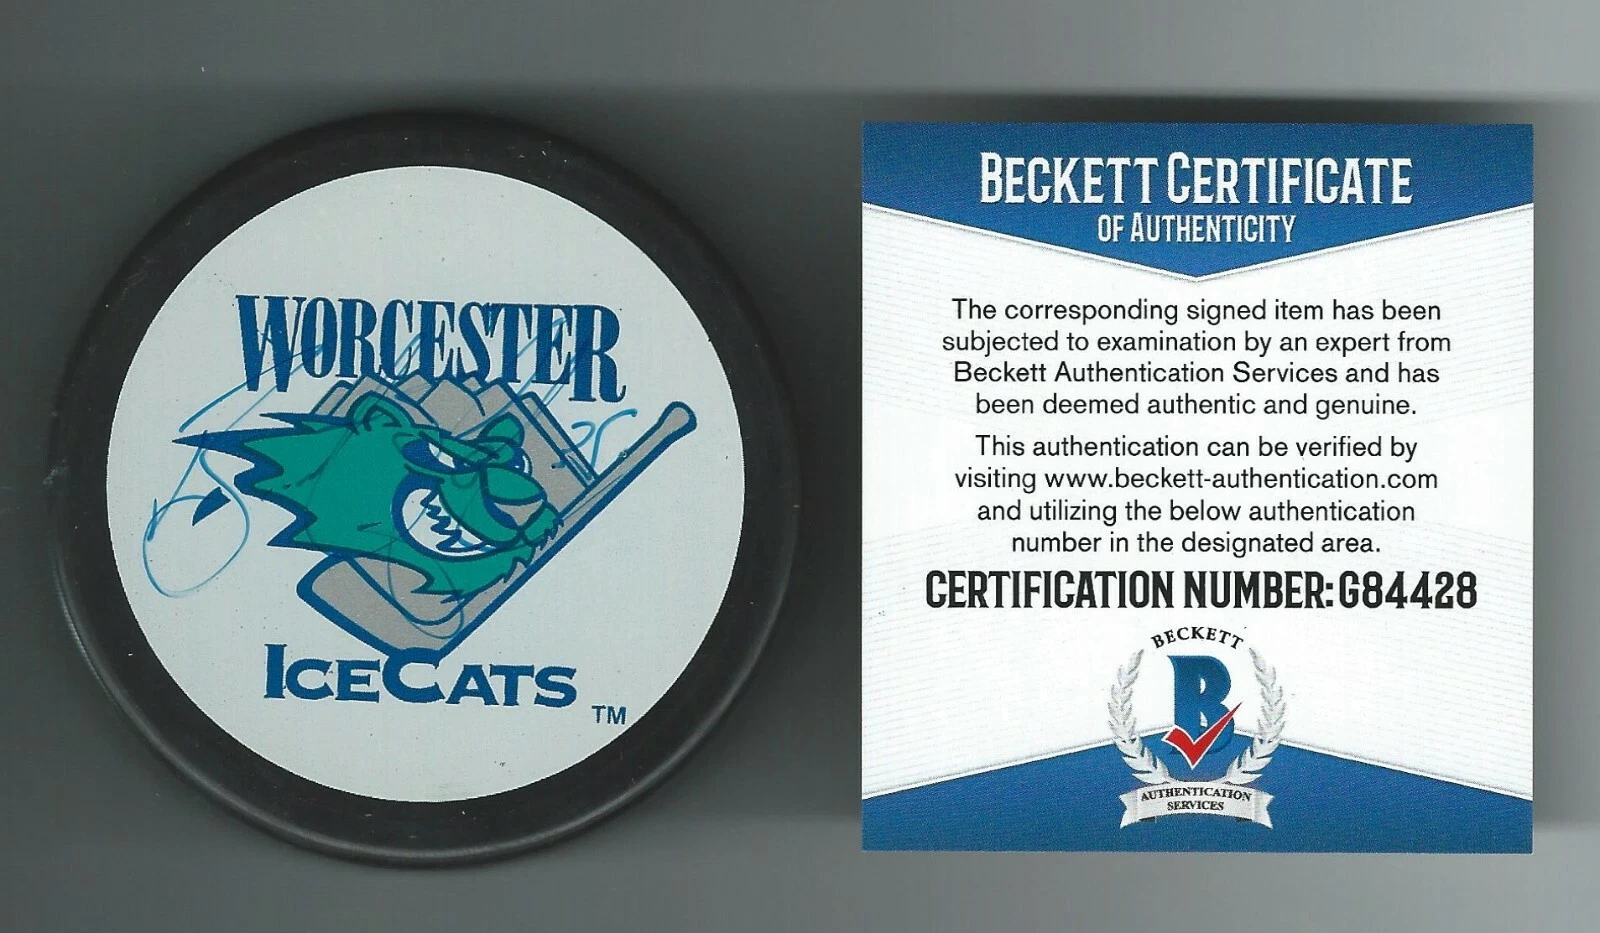 WORCESTER
ICECATS
TM
BECKETT CERTIFICATE
OF AUTHENTICITY
The corresponding signed item has been
subjected to examination by an expert from
Beckett Authentication Services and has
been deemed authentic and genuine.
This authentication can be verified by
visiting www.beckett-authentication.com
and utilizing the below authentication
number in the designated area.
CERTIFICATION NUMBER:G84428
BECKETT
B
AUTHENTICATION
SERVICES